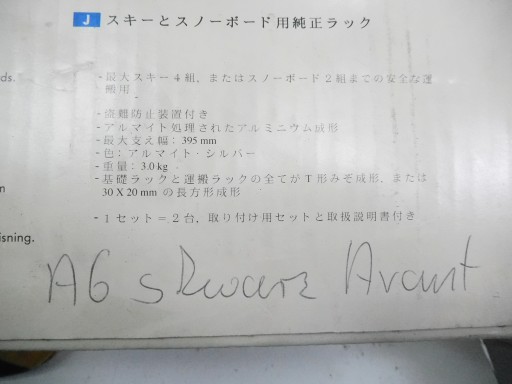 J スキーとスノーボード用純正ラック
ds.
- 最大スキー４組, またはスノーボード２組までの安全な運
搬用
- 盗難防止装置付き
- アルマイト処理されたアルミニウム成形
- 最大支え幅: 395 mm
- 色: アルマイト・シルバー
- 重量: 3.0 kg
- 基礎ラックと運搬ラックの全てがＴ形みぞ成形, または
30 X 20 mm の長方形成形
n
- １セット＝２台, 取り付け用セットと取扱説明書付き
isning.
A6 Avant